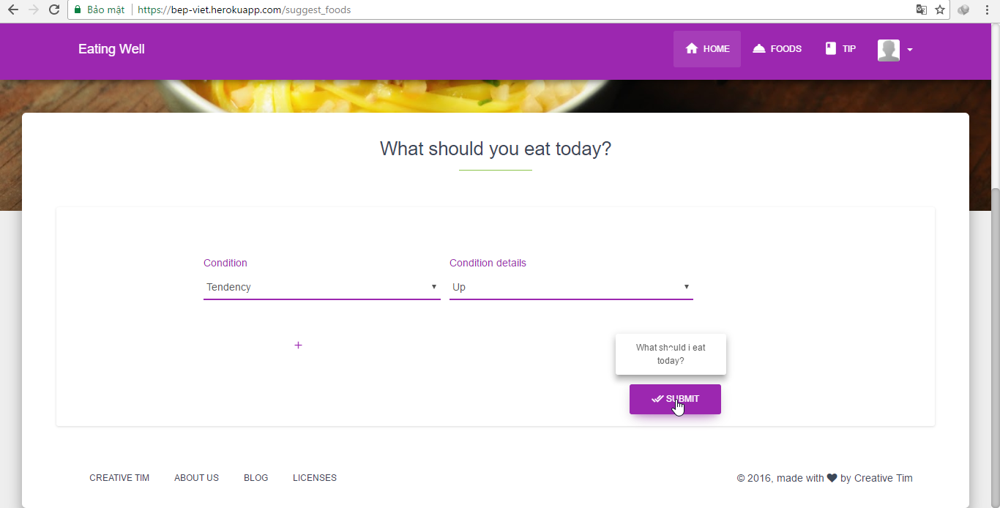 Bảo mật https://bep-viet.herokuapp.com/suggest_foods
Eating Well
HOME
FOODS
TIP
What should you eat today?
Condition
Condition details
Tendency
Up
+
What should i eat
today?
SUBMIT
CREATIVE TIM
ABOUT US
BLOG
LICENSES
© 2016, made with ❤ by Creative Tim